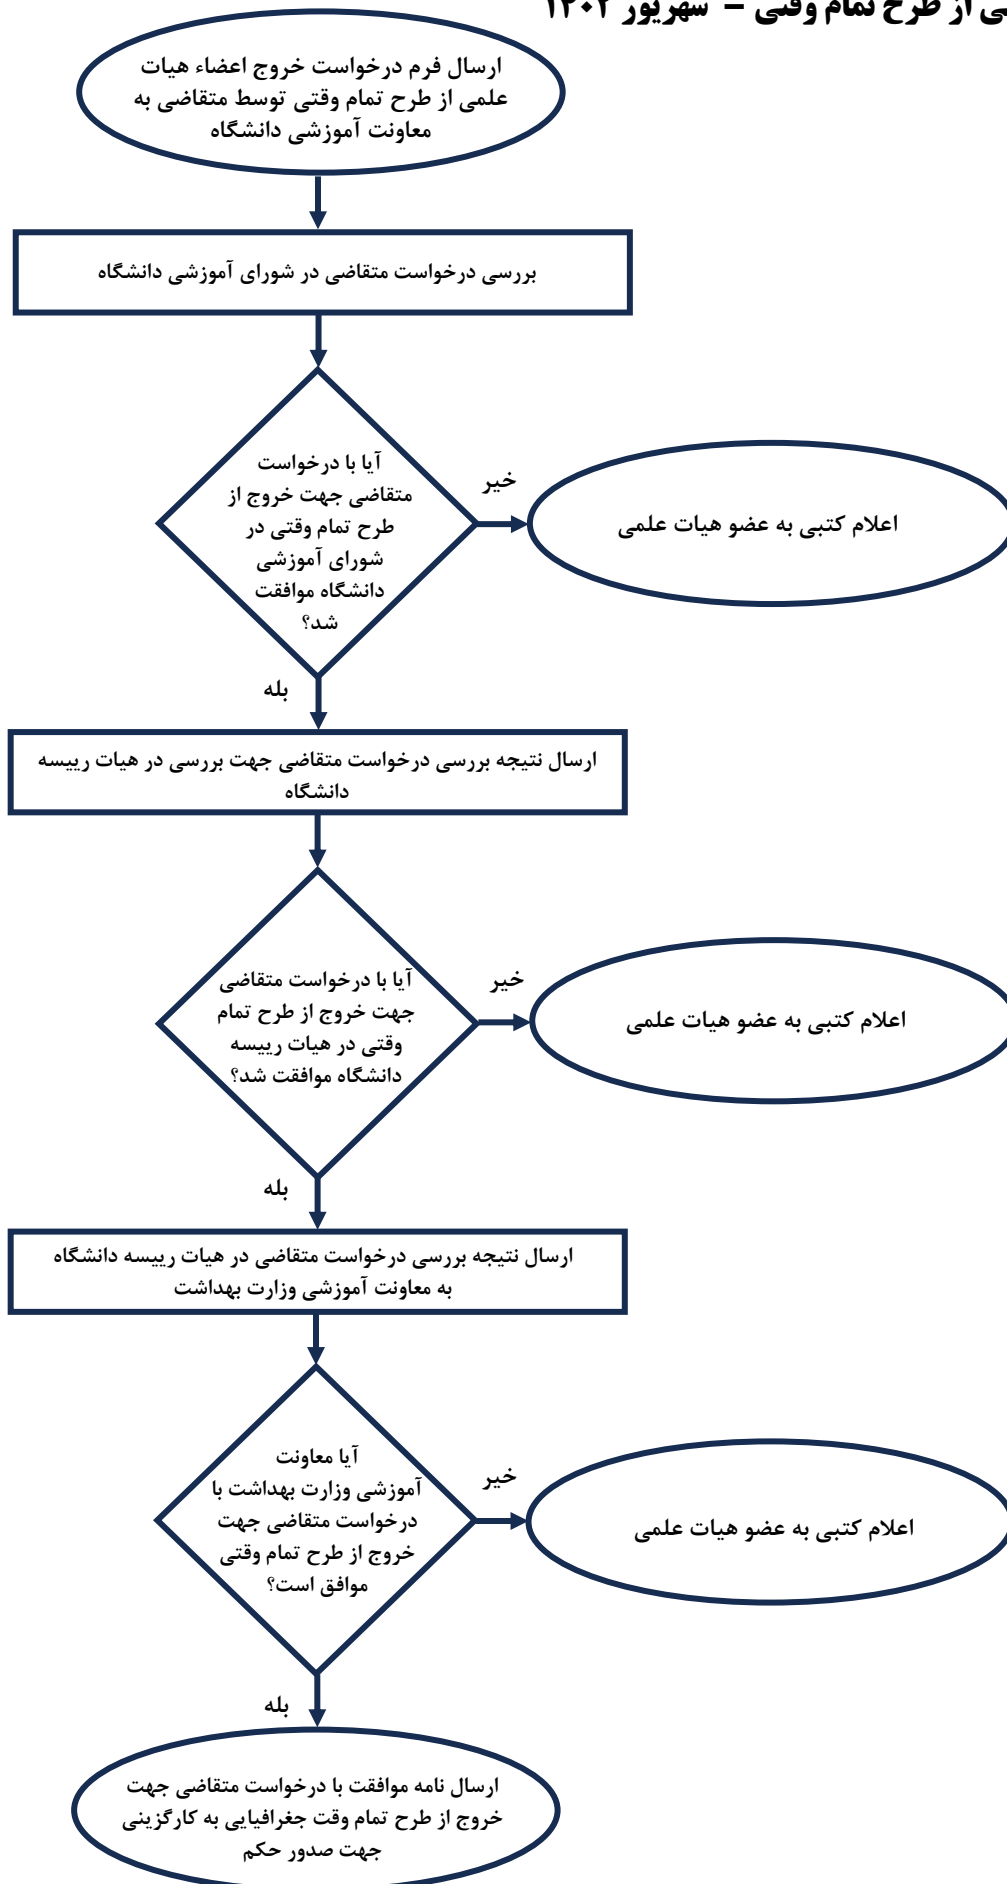 از طرح تمام وقتی – شهریور ۱۴۰۲
ارسال فرم درخواست خروج اعضاء هیات
علمی از طرح تمام وقتی توسط متقاضی به
معاونت آموزشی دانشگاه
بررسی درخواست متقاضی در شورای آموزشی دانشگاه
آیا با درخواست
متقاضی جهت خروج از
طرح تمام وقتی در
شورای آموزشی
دانشگاه موافقت
شد؟
خیر
اعلام کتبی به عضو هیات علمی
بله
ارسال نتیجه بررسی درخواست متقاضی جهت بررسی در هیات رییسه
دانشگاه
آیا با درخواست متقاضی
جهت خروج از طرح تمام
وقتی در هیات رییسه
دانشگاه موافقت شد؟
خیر
اعلام کتبی به عضو هیات علمی
بله
ارسال نتیجه بررسی درخواست متقاضی در هیات رییسه دانشگاه
به معاونت آموزشی وزارت بهداشت
آیا معاونت
آموزشی وزارت بهداشت با
درخواست متقاضی جهت
خروج از طرح تمام وقتی
موافق است؟
خیر
اعلام کتبی به عضو هیات علمی
بله
ارسال نامه موافقت با درخواست متقاضی جهت
خروج از طرح تمام وقت جغرافیایی به کارگزینی
جهت صدور حکم